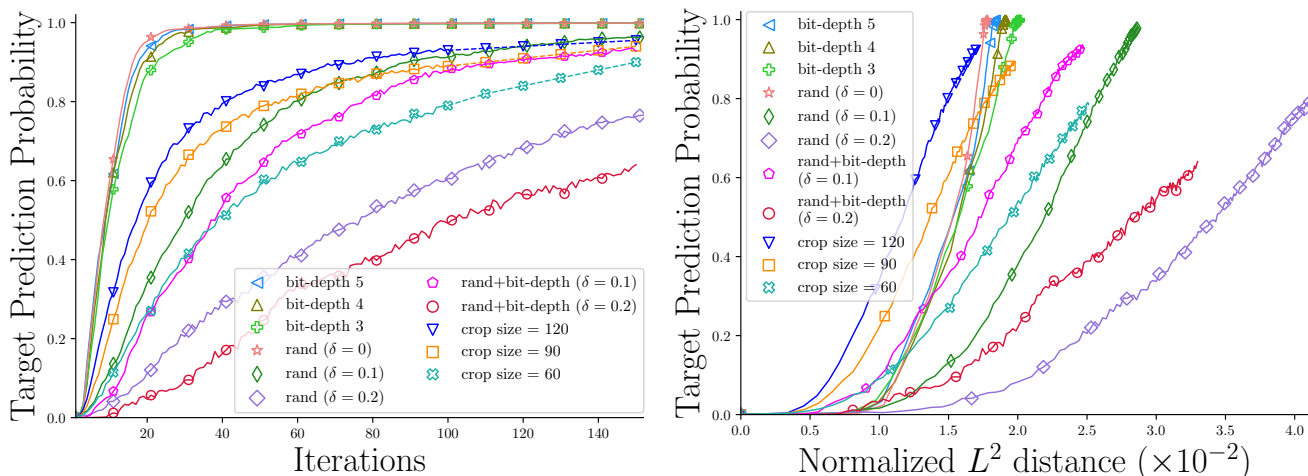 Target Prediction Probability
1.0
0.8
0.6
0.4
0.2
0.0
20
40
60
80
100
120
140
Iterations
bit-depth 5
bit-depth 4
bit-depth 3
rand (δ = 0)
rand (δ = 0.1)
rand (δ = 0.2)
rand+bit-depth (δ = 0.1)
rand+bit-depth (δ = 0.2)
crop size = 120
crop size = 90
crop size = 60
Target Prediction Probability
1.0
0.8
0.6
0.4
0.2
0.0
bit-depth 5
bit-depth 4
bit-depth 3
rand (δ = 0)
rand (δ = 0.1)
rand (δ = 0.2)
rand+bit-depth
(δ = 0.1)
rand+bit-depth
(δ = 0.2)
crop size = 120
crop size = 90
crop size = 60
0.0
0.5
1.0
1.5
2.0
2.5
3.0
3.5
4.0
Normalized L² distance (×10⁻²)